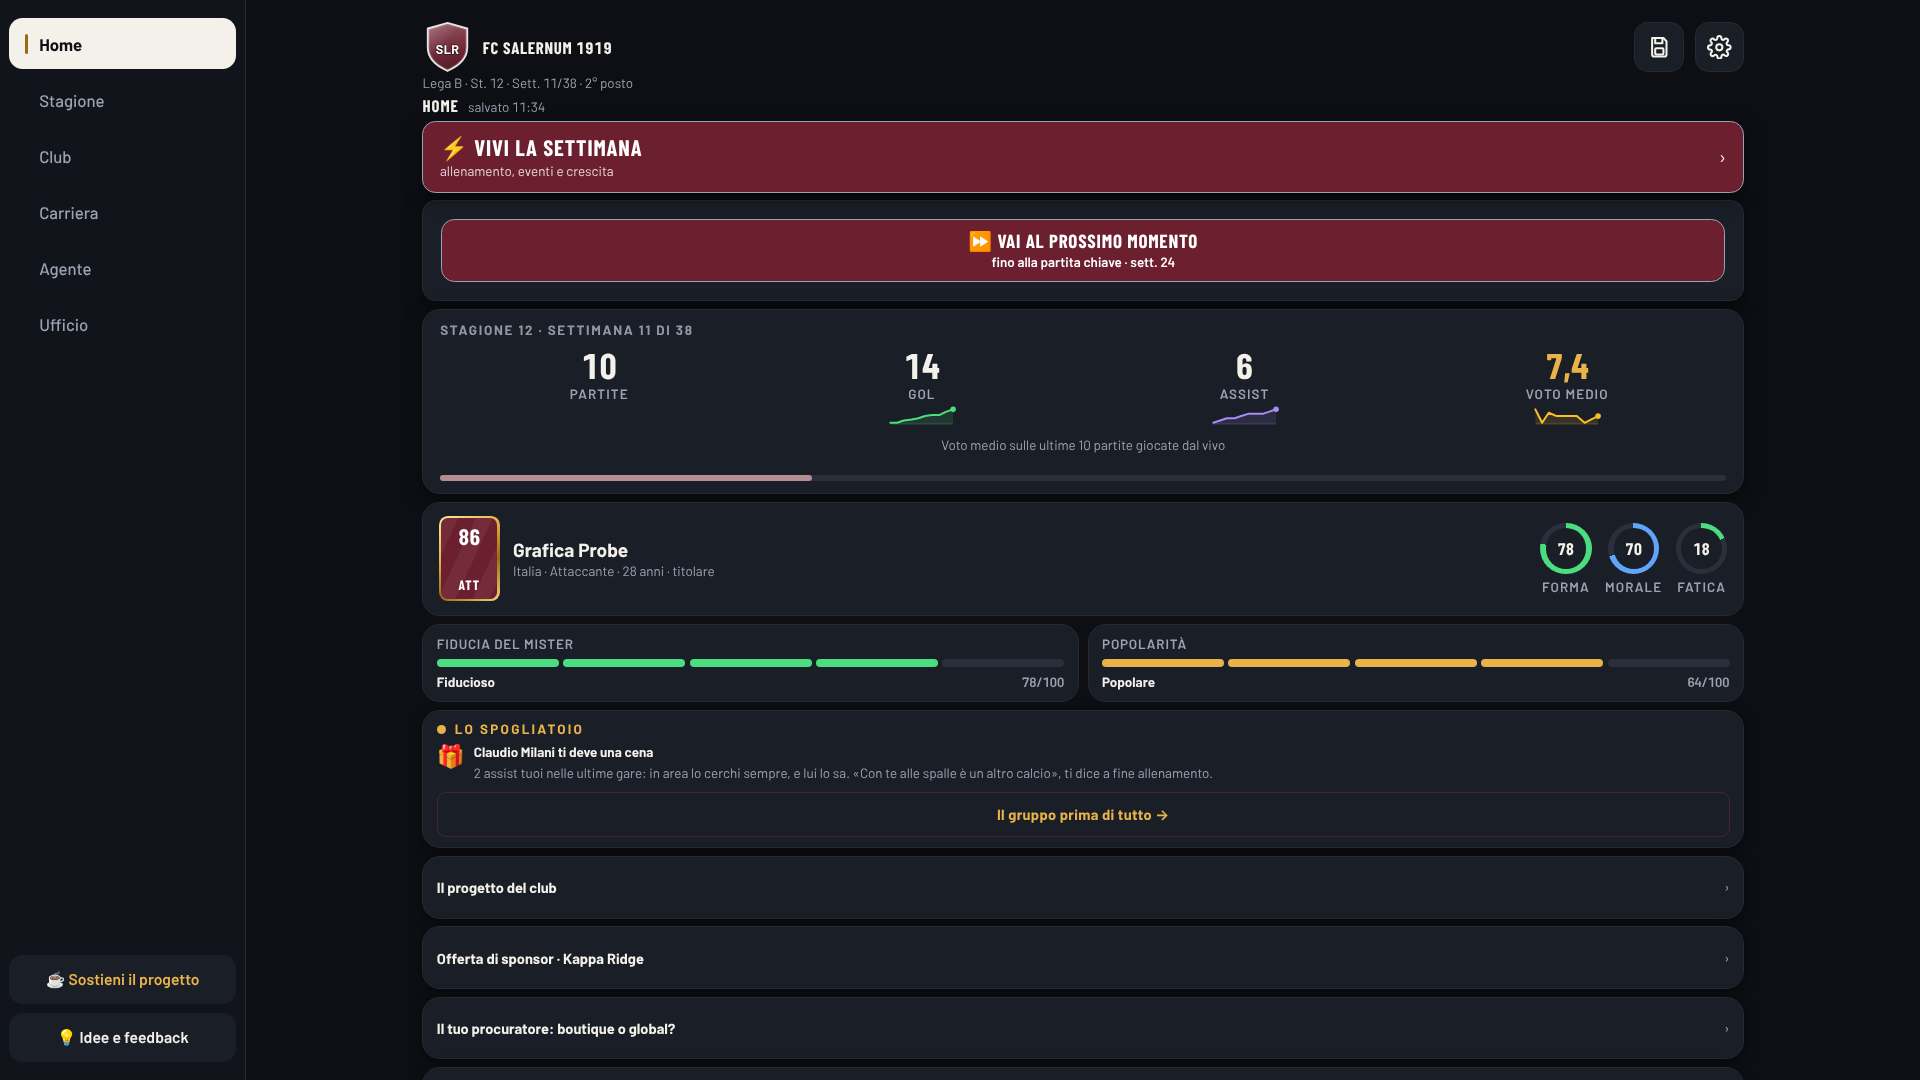 Home
Stagione
Club
Carriera
Agente
Ufficio
☕ Sostieni il progetto
💡 Idee e feedback
SLR
FC SALERNUM 1919
Lega B · St. 12 · Sett. 11/38 · 2° posto
HOME salvato 11:34
⚡ VIVI LA SETTIMANA
allenamento, eventi e crescita
›
⏩ VAI AL PROSSIMO MOMENTO
fino alla partita chiave · sett. 24
STAGIONE 12 · SETTIMANA 11 DI 38
10
PARTITE
14
GOL
6
ASSIST
7,4
VOTO MEDIO
Voto medio sulle ultime 10 partite giocate dal vivo
86
ATT
Grafica Probe
Italia · Attaccante · 28 anni · titolare
78
FORMA
70
MORALE
18
FATICA
FIDUCIA DEL MISTER
Fiducioso 78/100
POPOLARITÀ
Popolare 64/100
LO SPOGLIATOIO
🎁 Claudio Milani ti deve una cena
2 assist tuoi nelle ultime gare: in area lo cerchi sempre, e lui lo sa. «Con te alle spalle è un altro calcio», ti dice a fine allenamento.
Il gruppo prima di tutto →
Il progetto del club ›
Offerta di sponsor · Kappa Ridge ›
Il tuo procuratore: boutique o global? ›